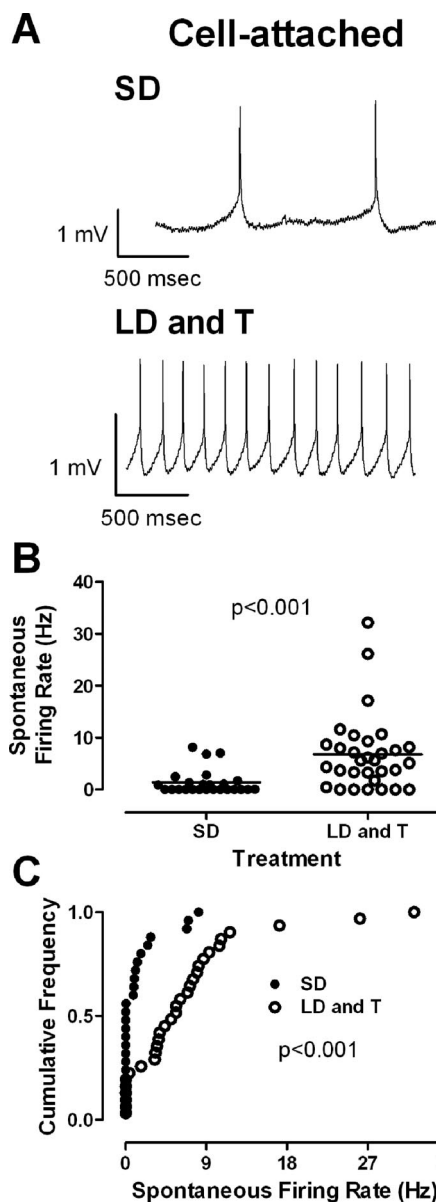 A
Cell-attached
SD
1 mV
500 msec
LD and T
1 mV
500 msec
B
Spontaneous
Firing Rate (Hz)
40
30
20
10
0
p<0.001
SD
LD and T
Treatment
C
Cumulative Frequency
1.0
0.5
0.0
SD
LD and T
p<0.001
0
9
18
27
Spontaneous Firing Rate (Hz)